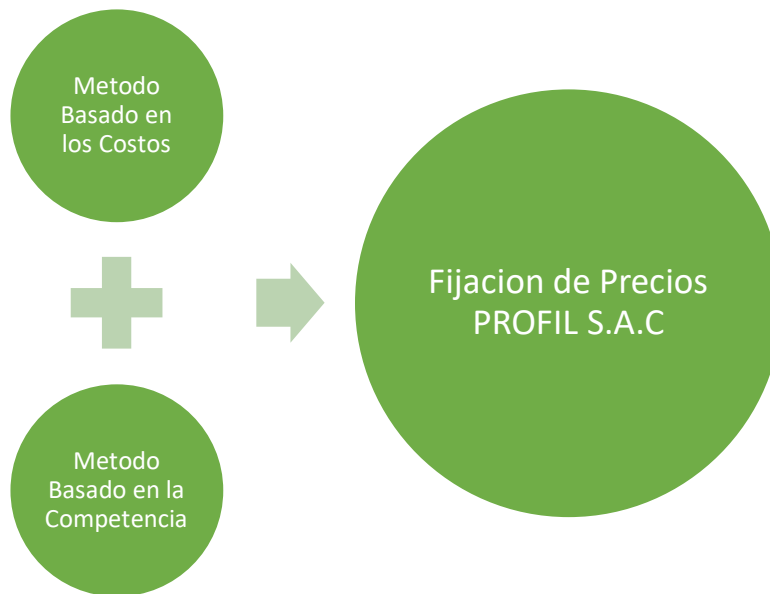 Metodo
Basado en
los Costos
Fijacion de Precios
PROFIL S.A.C
Metodo
Basado en la
Competencia